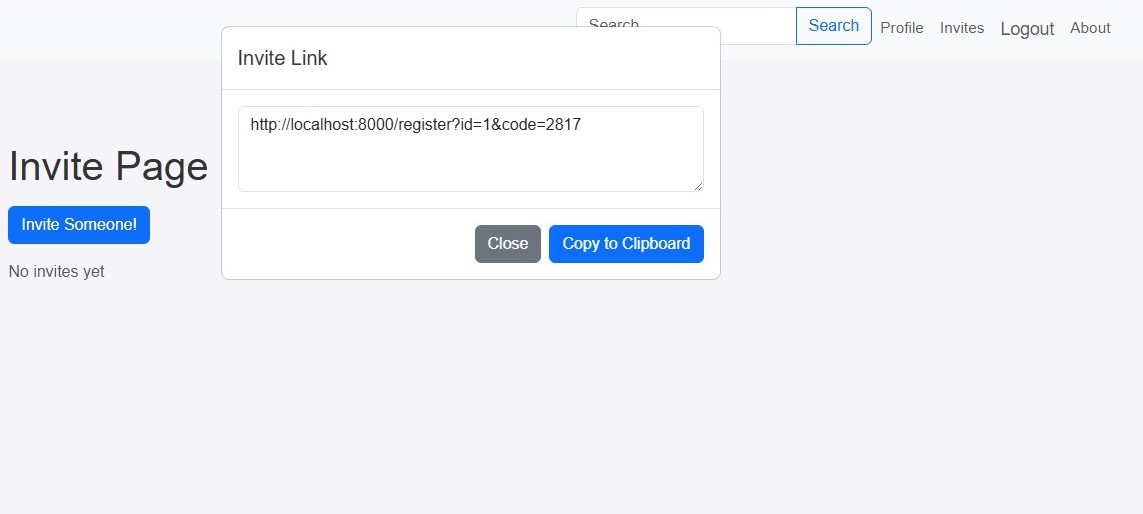 Search
Search
Profile
Invites
Logout
About
Invite Link
http://localhost:8000/register?id=1&code=2817
Close
Copy to Clipboard
Invite Page
Invite Someone!
No invites yet